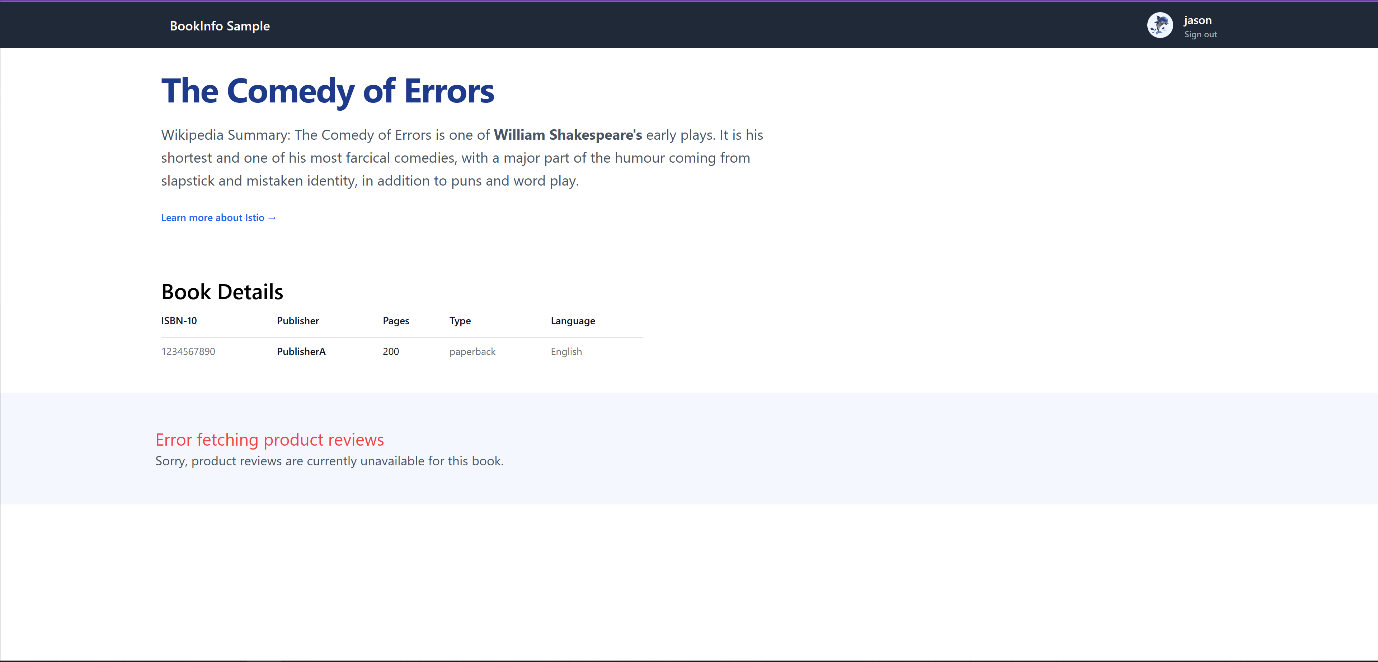 BookInfo Sample
jason
Sign out
The Comedy of Errors
Wikipedia Summary: The Comedy of Errors is one of William Shakespeare's early plays. It is his
shortest and one of his most farcical comedies, with a major part of the humour coming from
slapstick and mistaken identity, in addition to puns and word play.
Learn more about Istio →
Book Details
ISBN-10 Publisher Pages Type Language
1234567890 PublisherA 200 paperback English
Error fetching product reviews
Sorry, product reviews are currently unavailable for this book.